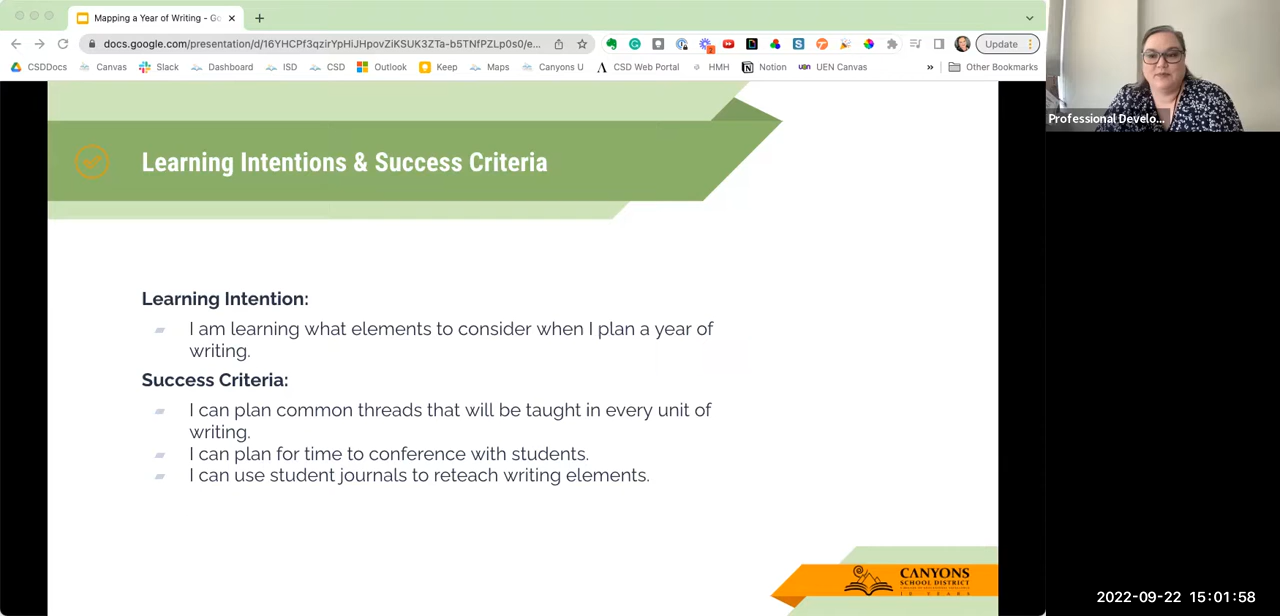 Mapping a Year of Writing - Go
docs.google.com/presentation/d/16YHCPf3qzirYpHiJHpovZiKSUK3ZTa-b5TNfPZLp0s0/e...
Update
CSDDocs
Canvas
Slack
Dashboard
ISD
CSD
Outlook
Keep
Maps
Canyons U
CSD Web Portal
HMH
Notion
UEN Canvas
»
Other Bookmarks
Professional Develo...
Learning Intentions & Success Criteria
Learning Intention:
I am learning what elements to consider when I plan a year of
writing.
Success Criteria:
I can plan common threads that will be taught in every unit of
writing.
I can plan for time to conference with students.
I can use student journals to reteach writing elements.
CANYONS
SCHOOL DISTRICT
2022-09-22 15:01:58